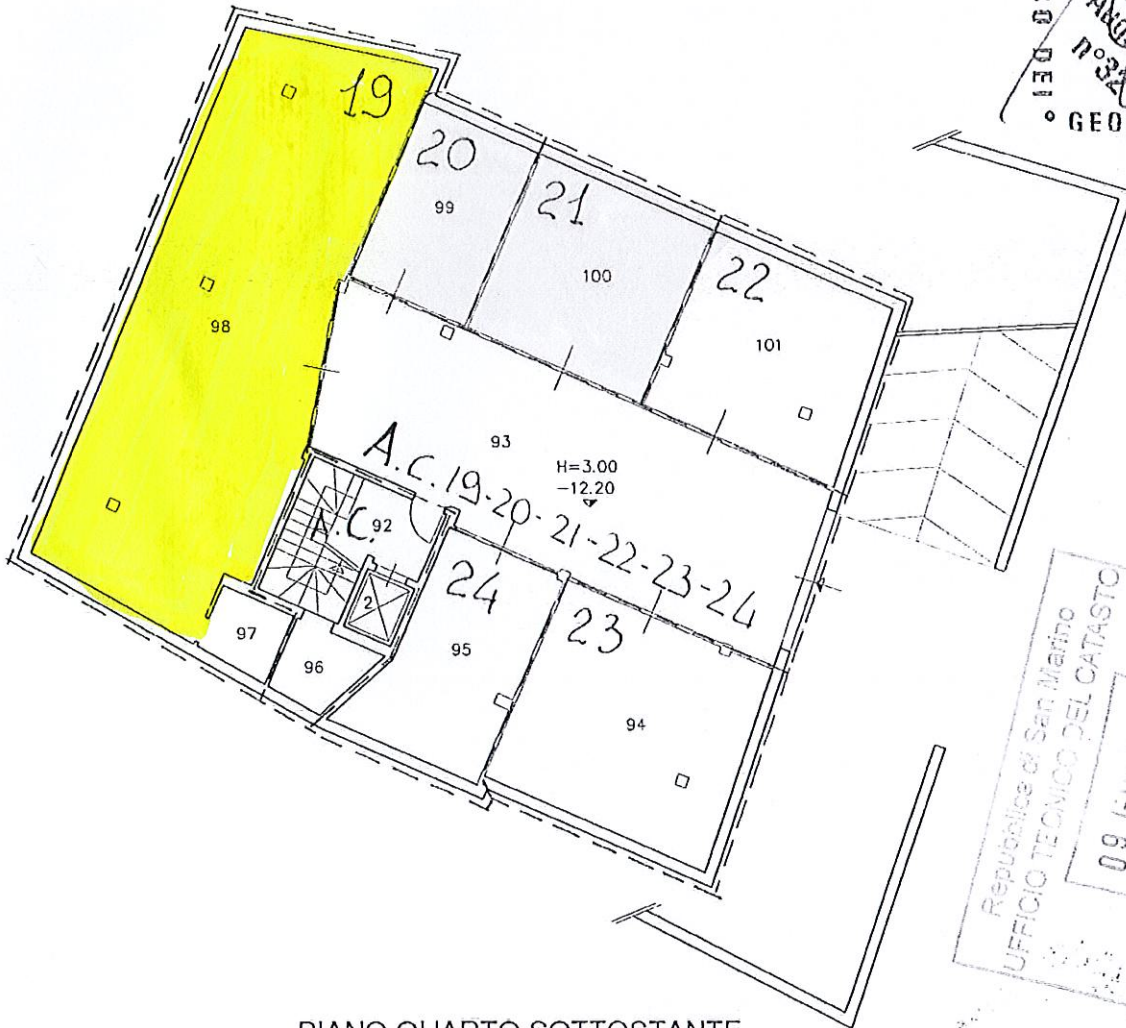 n°32
GEO
19
20
99
21
100
22
101
98
93
H=3.00
-12.20
A.C. 19-20-21-22-23-24
A.C.
92
2
24
95
23
94
97
96
Repubblica di San Marino
UFFICIO TECNICO DEL CATASTO
09
PIANO QUARTO SOTTOSTANTE